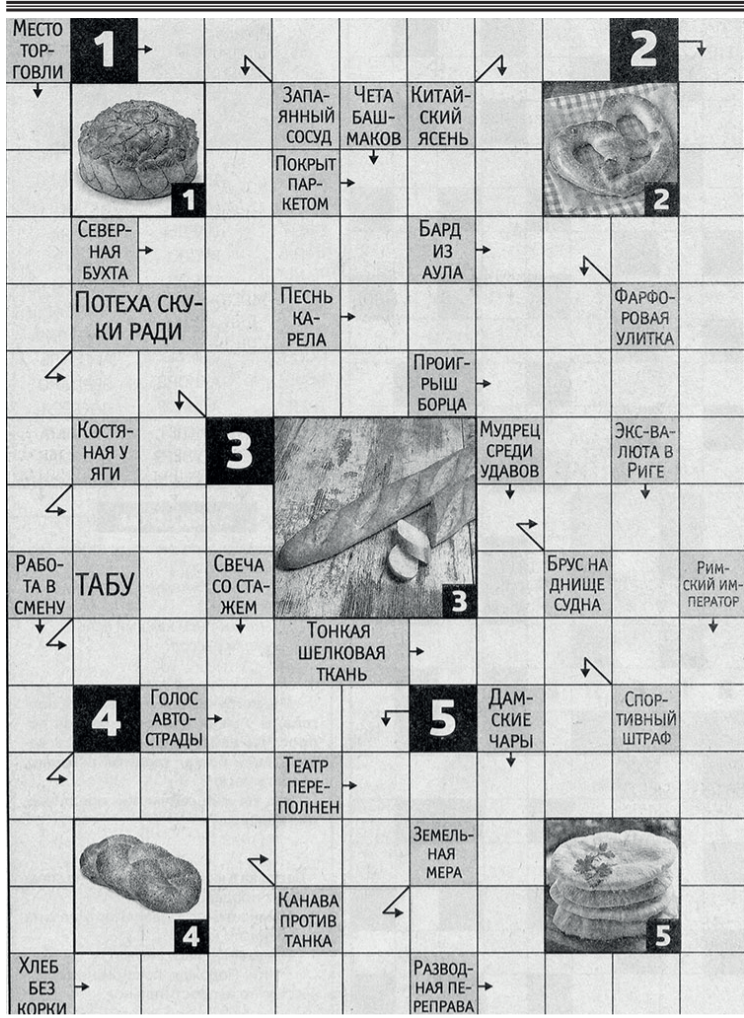 МЕСТО
ТОР-
ГОВЛИ
1
2
ЗАПА-
ЯННЫЙ
СОСУД
ЧЕТА
БАШ-
МАКОВ
КИТАЙ-
СКИЙ
ЯСЕНЬ
1
ПОКРЫТ
ПАР-
КЕТОМ
2
СЕВЕР-
НАЯ
БУХТА
БАРД
ИЗ
АУЛА
ПОТЕХА СКУ-
КИ РАДИ
ПЕСНЬ
КА-
РЕЛА
ФАРФО-
РОВАЯ
УЛИТКА
ПРОИГ-
РЫШ
БОРЦА
КОСТЯ-
НАЯ У
ЯГИ
3
МУДРЕЦ
СРЕДИ
УДАВОВ
ЭКС-ВА-
ЛЮТА В
РИГЕ
РАБО-
ТА В
СМЕНУ
ТАБУ
СВЕЧА
СО СТА-
ЖЕМ
3
БРУС НА
ДНИЩЕ
СУДНА
РИМ-
СКИЙ ИМ-
ПЕРАТОР
ТОНКАЯ
ШЕЛКОВАЯ
ТКАНЬ
4
ГОЛОС
АВТО-
СТРАДЫ
5
ДАМ-
СКИЕ
ЧАРЫ
СПОР-
ТИВНЫЙ
ШТРАФ
ТЕАТР
ПЕРЕ-
ПОЛНЕН
ЗЕМЕЛЬ-
НАЯ
МЕРА
4
КАНАВА
ПРОТИВ
ТАНКА
5
ХЛЕБ
БЕЗ
КОРКИ
РАЗВОД-
НАЯ ПЕ-
РЕПРАВА